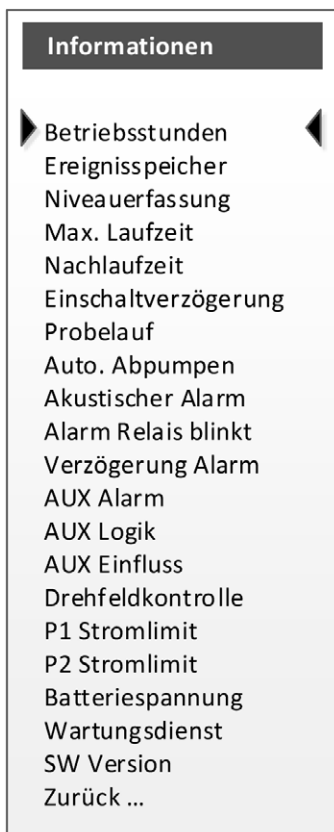 Informationen
Betriebsstunden
Ereignisspeicher
Niveauerfassung
Max. Laufzeit
Nachlaufzeit
Einschaltverzögerung
Probelauf
Auto. Abpumpen
Akustischer Alarm
Alarm Relais blinkt
Verzögerung Alarm
AUX Alarm
AUX Logik
AUX Einfluss
Drehfeldkontrolle
P1 Stromlimit
P2 Stromlimit
Batteriespannung
Wartungsdienst
SW Version
Zurück ...